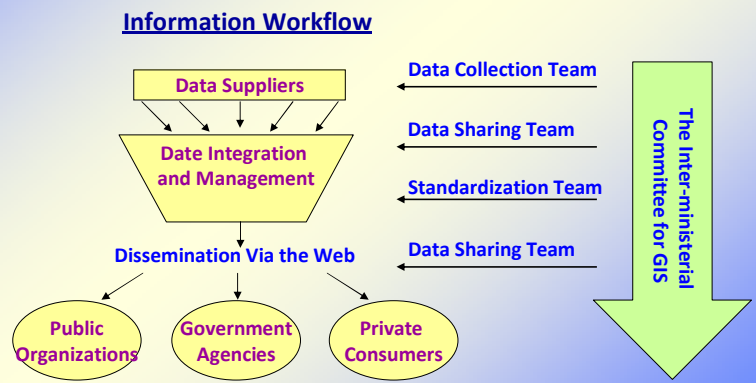 Information Workflow
Data Suppliers
Data Collection Team
Date Integration
and Management
Data Sharing Team
Standardization Team
Dissemination Via the Web
Data Sharing Team
Public
Organizations
Government
Agencies
Private
Consumers
The Inter-ministerial
Committee for GIS